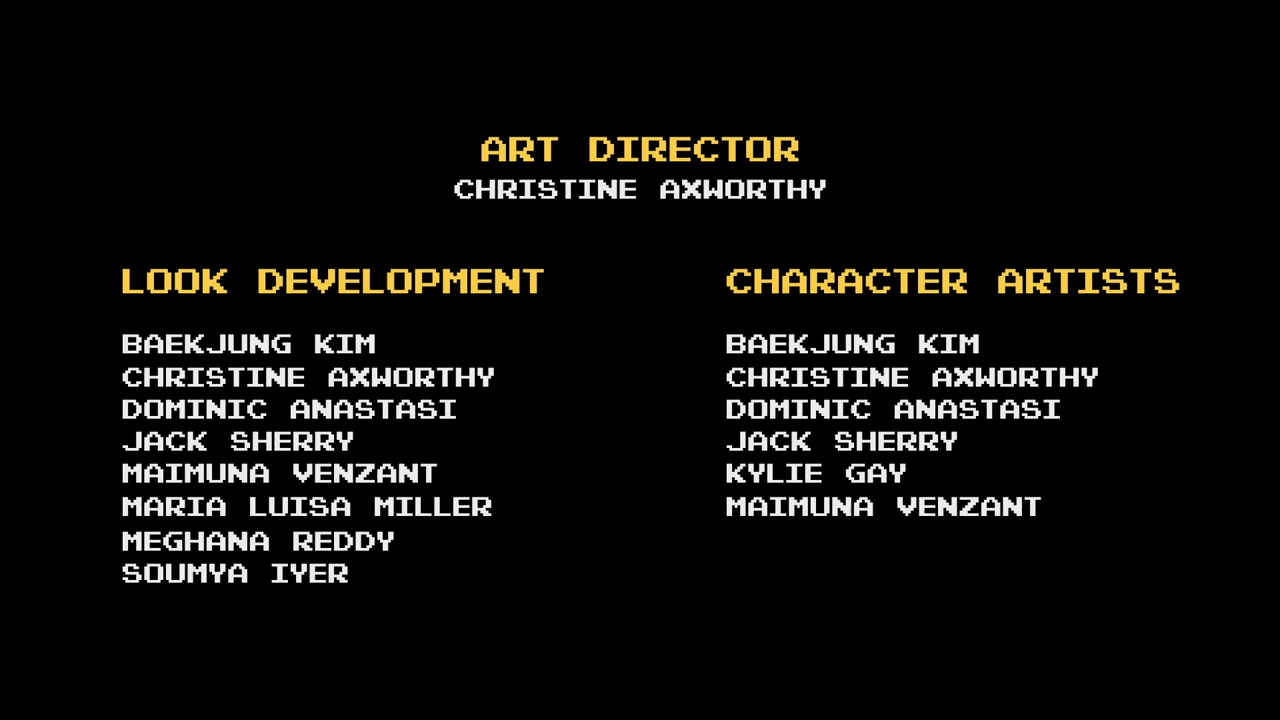 ART DIRECTOR
CHRISTINE AXWORTHY
LOOK DEVELOPMENT
BAEKJUNG KIM
CHRISTINE AXWORTHY
DOMINIC ANASTASI
JACK SHERRY
MAIMUNA VENZANT
MARIA LUISA MILLER
MEGHANA REDDY
SOUMYA IYER
CHARACTER ARTISTS
BAEKJUNG KIM
CHRISTINE AXWORTHY
DOMINIC ANASTASI
JACK SHERRY
KYLIE GAY
MAIMUNA VENZANT